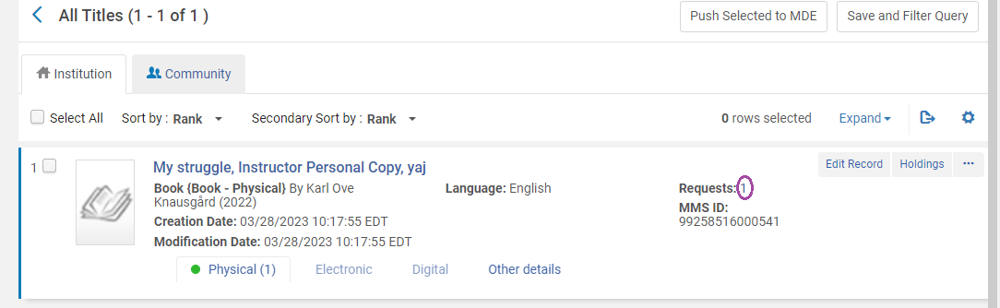 All Titles (1 - 1 of 1 )
Push Selected to MDE
Save and Filter Query
Institution
Community
Select All
Sort by : Rank
Secondary Sort by : Rank
0 rows selected
Expand
1
My struggle, Instructor Personal Copy, yaj
Edit Record
Holdings
Book {Book - Physical} By Karl Ove
Knausgård (2022)
Creation Date: 03/28/2023 10:17:55 EDT
Modification Date: 03/28/2023 10:17:55 EDT
Language: English
Requests: 1
MMS ID:
99258516000541
Physical (1)
Electronic
Digital
Other details